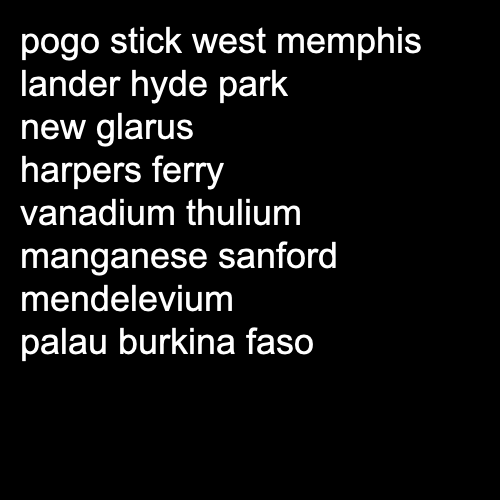 pogo stick west memphis
lander hyde park
new glarus
harpers ferry
vanadium thulium
manganese sanford
mendelevium
palau burkina faso